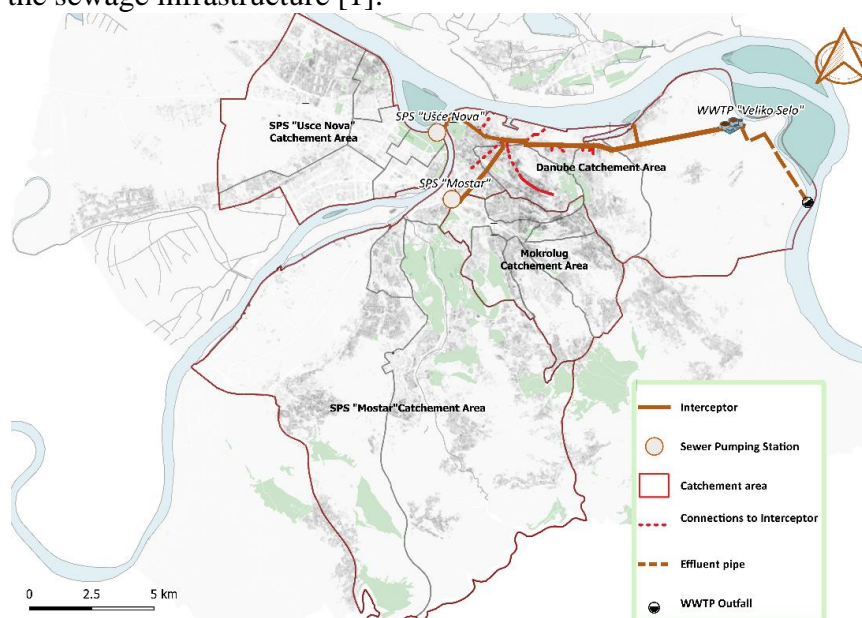 the sewage infrastructure [1].
SPS "Ušće Nova"
SPS "Usce Nova"
Catchement Area
WWTP "Veliko Selo"
Danube Catchement Area
SPS "Mostar"
Mokrolug
Catchement Area
SPS "Mostar"Catchement Area
Interceptor
Sewer Pumping Station
Catchement area
Connections to Interceptor
Effluent pipe
WWTP Outfall
0 2.5 5 km